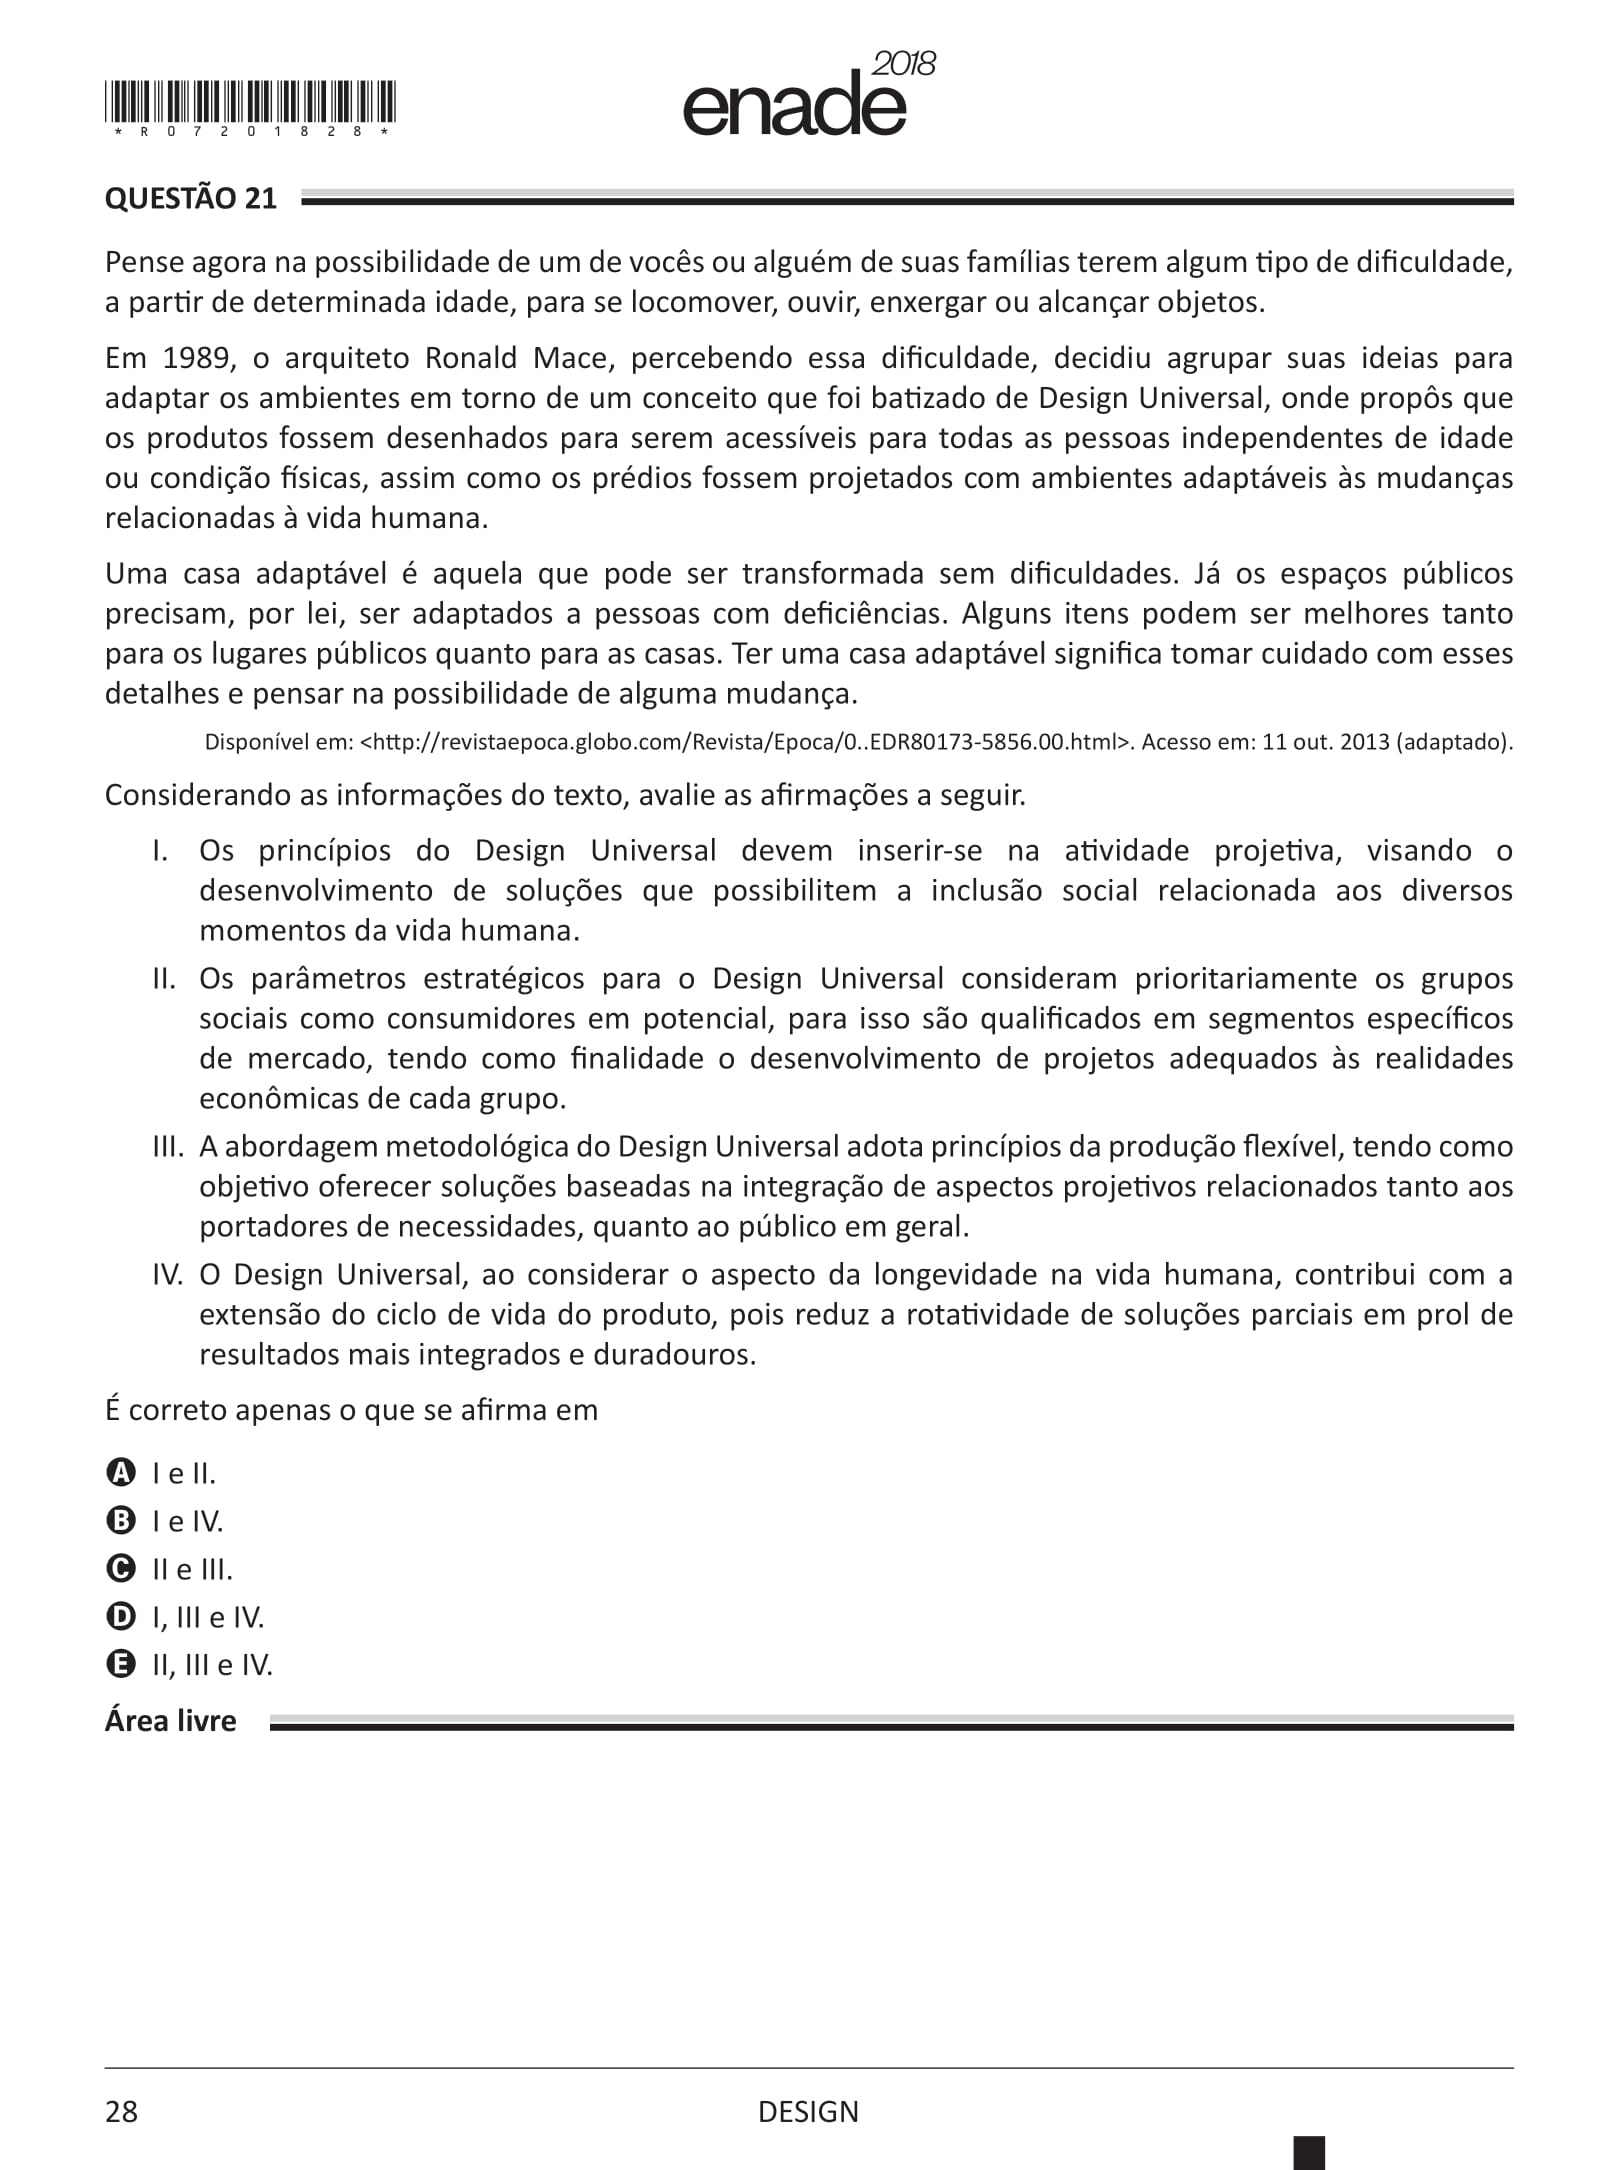 *R07201828*
enade2018
QUESTÃO 21
Pense agora na possibilidade de um de vocês ou alguém de suas famílias terem algum tipo de dificuldade,
a partir de determinada idade, para se locomover, ouvir, enxergar ou alcançar objetos.
Em 1989, o arquiteto Ronald Mace, percebendo essa dificuldade, decidiu agrupar suas ideias para
adaptar os ambientes em torno de um conceito que foi batizado de Design Universal, onde propôs que
os produtos fossem desenhados para serem acessíveis para todas as pessoas independentes de idade
ou condição físicas, assim como os prédios fossem projetados com ambientes adaptáveis às mudanças
relacionadas à vida humana.
Uma casa adaptável é aquela que pode ser transformada sem dificuldades. Já os espaços públicos
precisam, por lei, ser adaptados a pessoas com deficiências. Alguns itens podem ser melhores tanto
para os lugares públicos quanto para as casas. Ter uma casa adaptável significa tomar cuidado com esses
detalhes e pensar na possibilidade de alguma mudança.
Disponível em: <http://revistaepoca.globo.com/Revista/Epoca/0..EDR80173-5856.00.html>. Acesso em: 11 out. 2013 (adaptado).
Considerando as informações do texto, avalie as afirmações a seguir.
I. Os princípios do Design Universal devem inserir-se na atividade projetiva, visando o
desenvolvimento de soluções que possibilitem a inclusão social relacionada aos diversos
momentos da vida humana.
II. Os parâmetros estratégicos para o Design Universal consideram prioritariamente os grupos
sociais como consumidores em potencial, para isso são qualificados em segmentos específicos
de mercado, tendo como finalidade o desenvolvimento de projetos adequados às realidades
econômicas de cada grupo.
III. A abordagem metodológica do Design Universal adota princípios da produção flexível, tendo como
objetivo oferecer soluções baseadas na integração de aspectos projetivos relacionados tanto aos
portadores de necessidades, quanto ao público em geral.
IV. O Design Universal, ao considerar o aspecto da longevidade na vida humana, contribui com a
extensão do ciclo de vida do produto, pois reduz a rotatividade de soluções parciais em prol de
resultados mais integrados e duradouros.
É correto apenas o que se afirma em
A I e II.
B I e IV.
C II e III.
D I, III e IV.
E II, III e IV.
Área livre
28 DESIGN